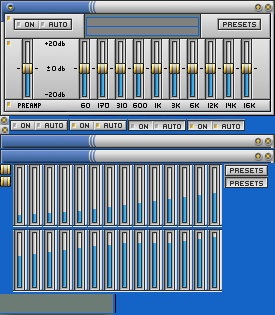 ON AUTO PRESETS
+20db
±0db
-20db
PREAMP 60 170 310 600 1K 3K 6K 12K 14K 16K
ON AUTO ON AUTO ON AUTO ON AUTO
PRESETS
PRESETS